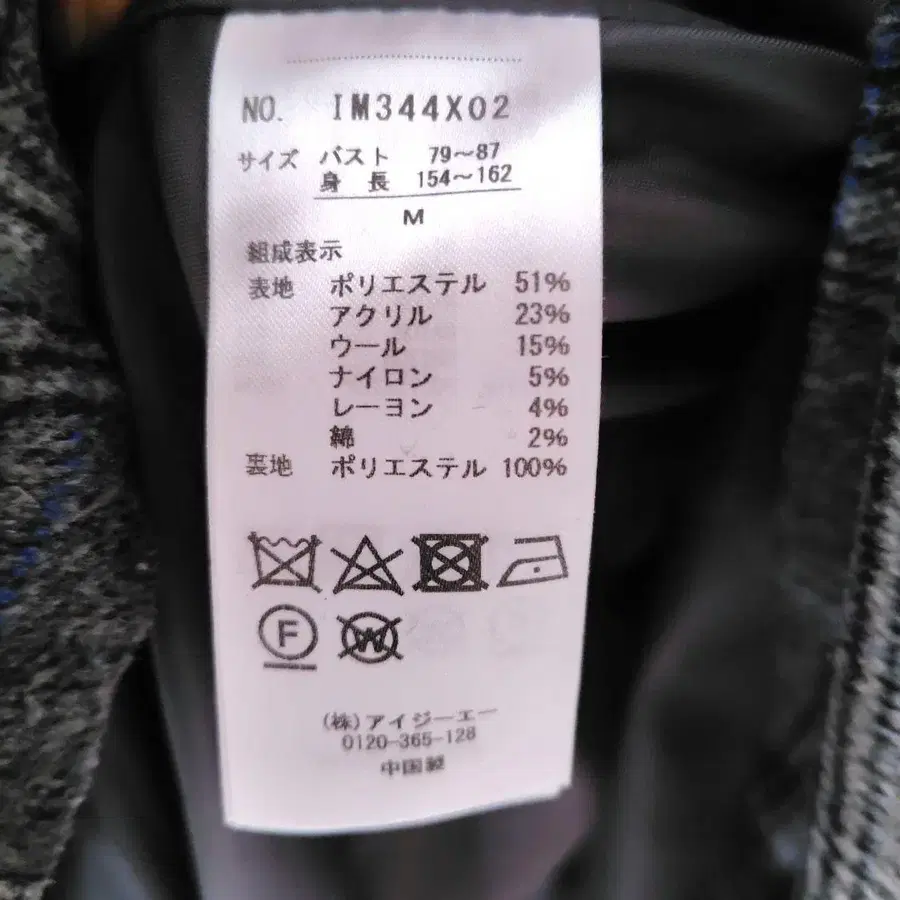 NO. IM344X02
サイズ バスト 79〜87
身長 154〜162
M
組成表示
表地 ポリエステル 51%
アクリル 23%
ウール 15%
ナイロン 5%
レーヨン 4%
綿 2%
裏地 ポリエステル 100%
F W
(株)アイジーエー
0120-365-128
中国製